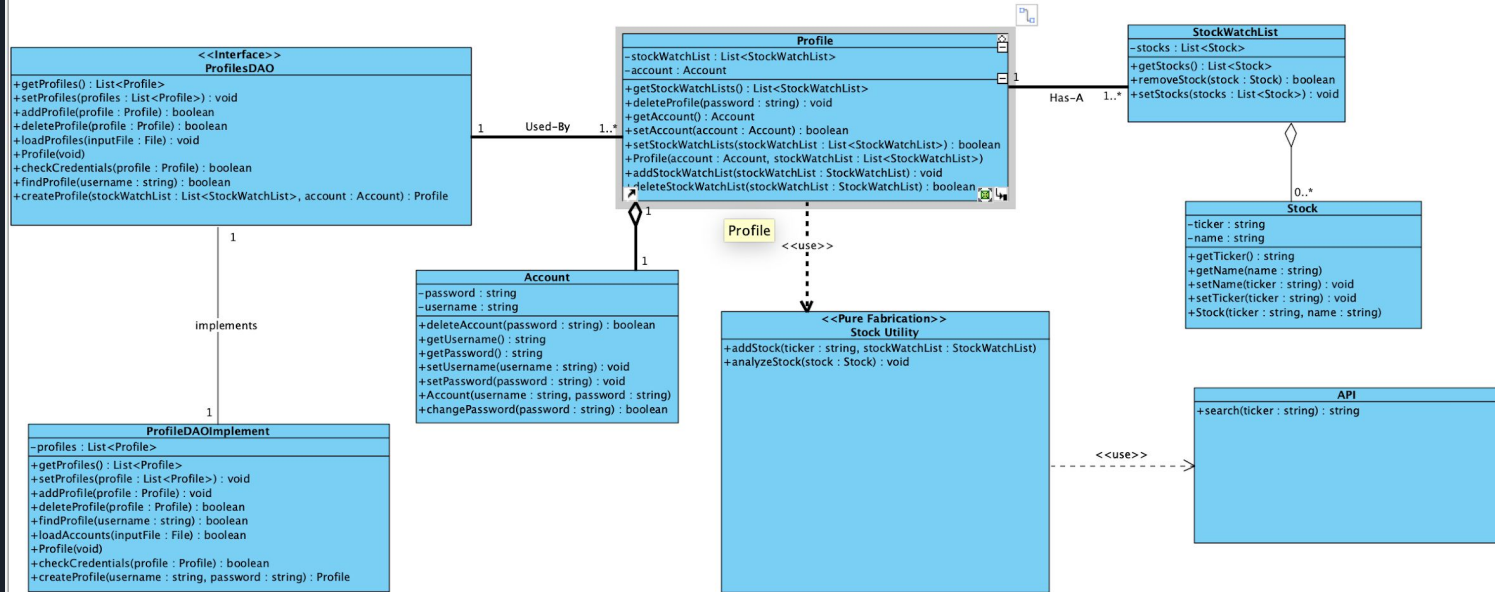 <<Interface>>
ProfilesDAO
+getProfiles() : List<Profile>
+setProfiles(profiles : List<Profile>) : void
+addProfile(profile : Profile) : boolean
+deleteProfile(profile : Profile) : boolean
+loadProfiles(inputFile : File) : void
+Profile(void)
+checkCredentials(profile : Profile) : boolean
+findProfile(username : string) : boolean
+createProfile(stockWatchList : List<StockWatchList>, account : Account) : Profile
1
Used-By
1..*
Profile
-stockWatchList : List<StockWatchList>
-account : Account
+getStockWatchLists() : List<StockWatchList>
+deleteProfile(password : string) : void
+getAccount() : Account
+setAccount(account : Account) : boolean
+setStockWatchLists(stockWatchList : List<StockWatchList>) : boolean
+Profile(account : Account, stockWatchList : List<StockWatchList>)
+addStockWatchList(stockWatchList : StockWatchList) : void
+deleteStockWatchList(stockWatchList : StockWatchList) : boolean
1
Has-A
1..*
StockWatchList
-stocks : List<Stock>
+getStocks() : List<Stock>
+removeStock(stock : Stock) : boolean
+setStocks(stocks : List<Stock>) : void
0..*
Stock
-ticker : string
-name : string
+getTicker() : string
+getName(name : string)
+setName(ticker : string) : void
+setTicker(ticker : string) : void
+Stock(ticker : string, name : string)
1
Profile
<<use>>
1
Account
-password : string
-username : string
+deleteAccount(password : string) : boolean
+getUsername() : string
+getPassword() : string
+setUsername(username : string) : void
+setPassword(password : string) : void
+Account(username : string, password : string)
+changePassword(password : string) : boolean
<<Pure Fabrication>>
Stock Utility
+addStock(ticker : string, stockWatchList : StockWatchList)
+analyzeStock(stock : Stock) : void
<<use>>
API
+search(ticker : string) : string
1
implements
1
ProfileDAOImplement
-profiles : List<Profile>
+getProfiles() : List<Profile>
+setProfiles(profile : List<Profile>) : void
+addProfile(profile : Profile) : void
+deleteProfile(profile : Profile) : boolean
+findProfile(username : string) : boolean
+loadAccounts(inputFile : File) : boolean
+Profile(void)
+checkCredentials(profile : Profile) : boolean
+createProfile(username : string, password : string) : Profile